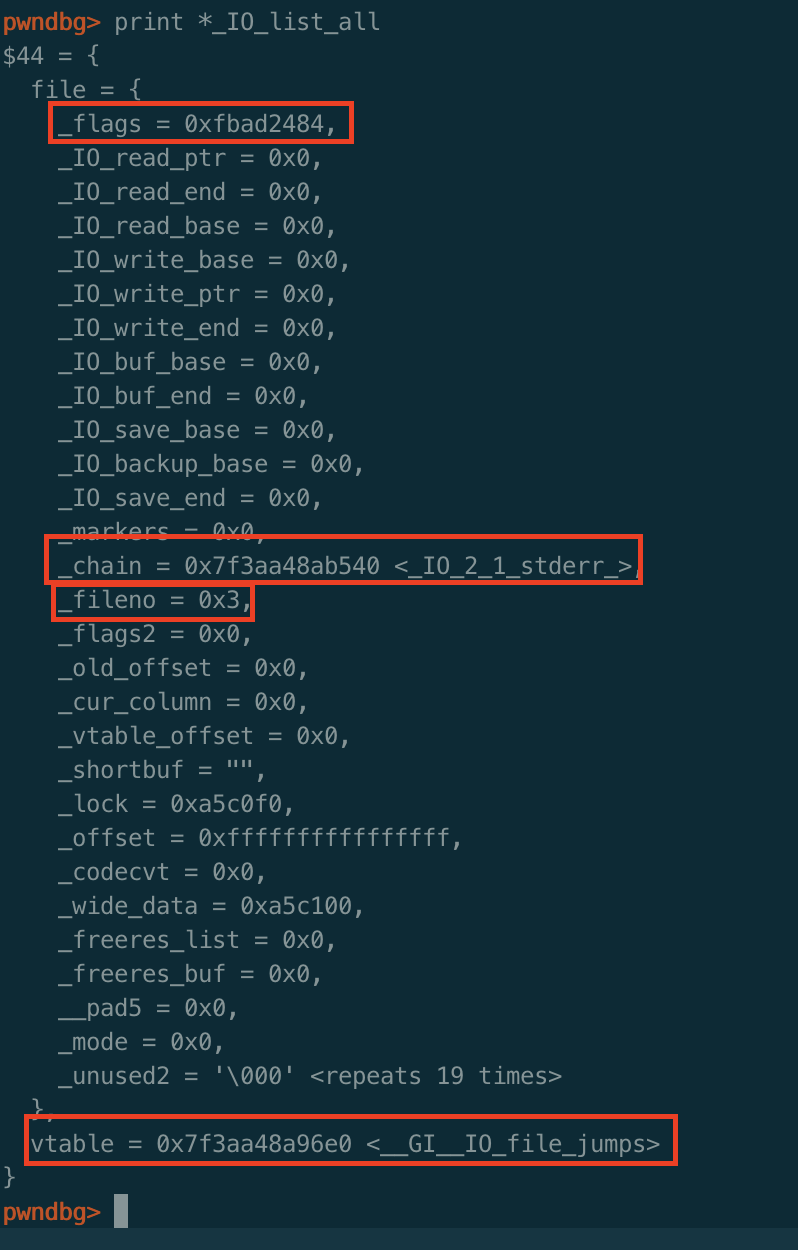 pwndbg> print *_IO_list_all
$44 = {
  file = {
    _flags = 0xfbad2484,
    _IO_read_ptr = 0x0,
    _IO_read_end = 0x0,
    _IO_read_base = 0x0,
    _IO_write_base = 0x0,
    _IO_write_ptr = 0x0,
    _IO_write_end = 0x0,
    _IO_buf_base = 0x0,
    _IO_buf_end = 0x0,
    _IO_save_base = 0x0,
    _IO_backup_base = 0x0,
    _IO_save_end = 0x0,
    _markers = 0x0,
    _chain = 0x7f3aa48ab540 <_IO_2_1_stderr_>,
    _fileno = 0x3,
    _flags2 = 0x0,
    _old_offset = 0x0,
    _cur_column = 0x0,
    _vtable_offset = 0x0,
    _shortbuf = "",
    _lock = 0xa5c0f0,
    _offset = 0xffffffffffffffff,
    _codecvt = 0x0,
    _wide_data = 0xa5c100,
    _freeres_list = 0x0,
    _freeres_buf = 0x0,
    __pad5 = 0x0,
    _mode = 0x0,
    _unused2 = '\000' <repeats 19 times>
  },
  vtable = 0x7f3aa48a96e0 <__GI__IO_file_jumps>
}
pwndbg>